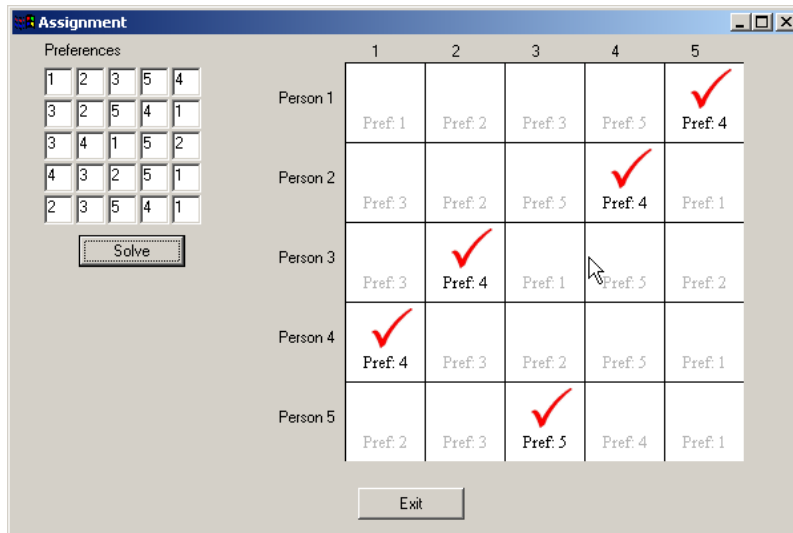 Assignment
Preferences
1 2 3 5 4
3 2 5 4 1
3 4 1 5 2
4 3 2 5 1
2 3 5 4 1
Solve
1 2 3 4 5
Person 1
Pref: 1 Pref: 2 Pref: 3 Pref: 5 Pref: 4
Person 2
Pref: 3 Pref: 2 Pref: 5 Pref: 4 Pref: 1
Person 3
Pref: 3 Pref: 4 Pref: 1 Pref: 5 Pref: 2
Person 4
Pref: 4 Pref: 3 Pref: 2 Pref: 5 Pref: 1
Person 5
Pref: 2 Pref: 3 Pref: 5 Pref: 4 Pref: 1
Exit